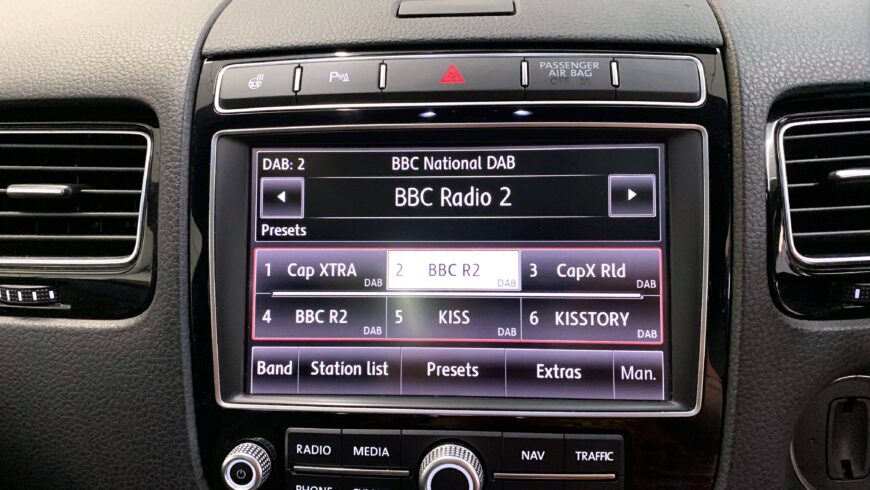 P
PASSENGER
AIR BAG
OFF
DAB: 2 BBC National DAB
BBC Radio 2
Presets
1 Cap XTRA DAB 2 BBC R2 DAB 3 CapX Rld DAB
4 BBC R2 DAB 5 KISS DAB 6 KISSTORY DAB
Band Station list Presets Extras Man.
RADIO MEDIA NAV TRAFFIC
PHONE